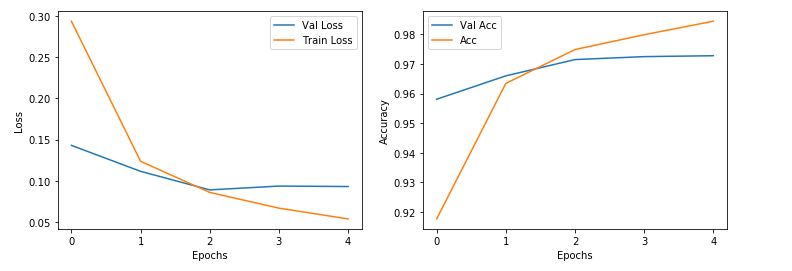 0.30
0.25
0.20
0.15
0.10
0.05
Loss
0
1
2
3
4
Epochs
Val Loss
Train Loss
0.98
0.97
0.96
0.95
0.94
0.93
0.92
Accuracy
0
1
2
3
4
Epochs
Val Acc
Acc